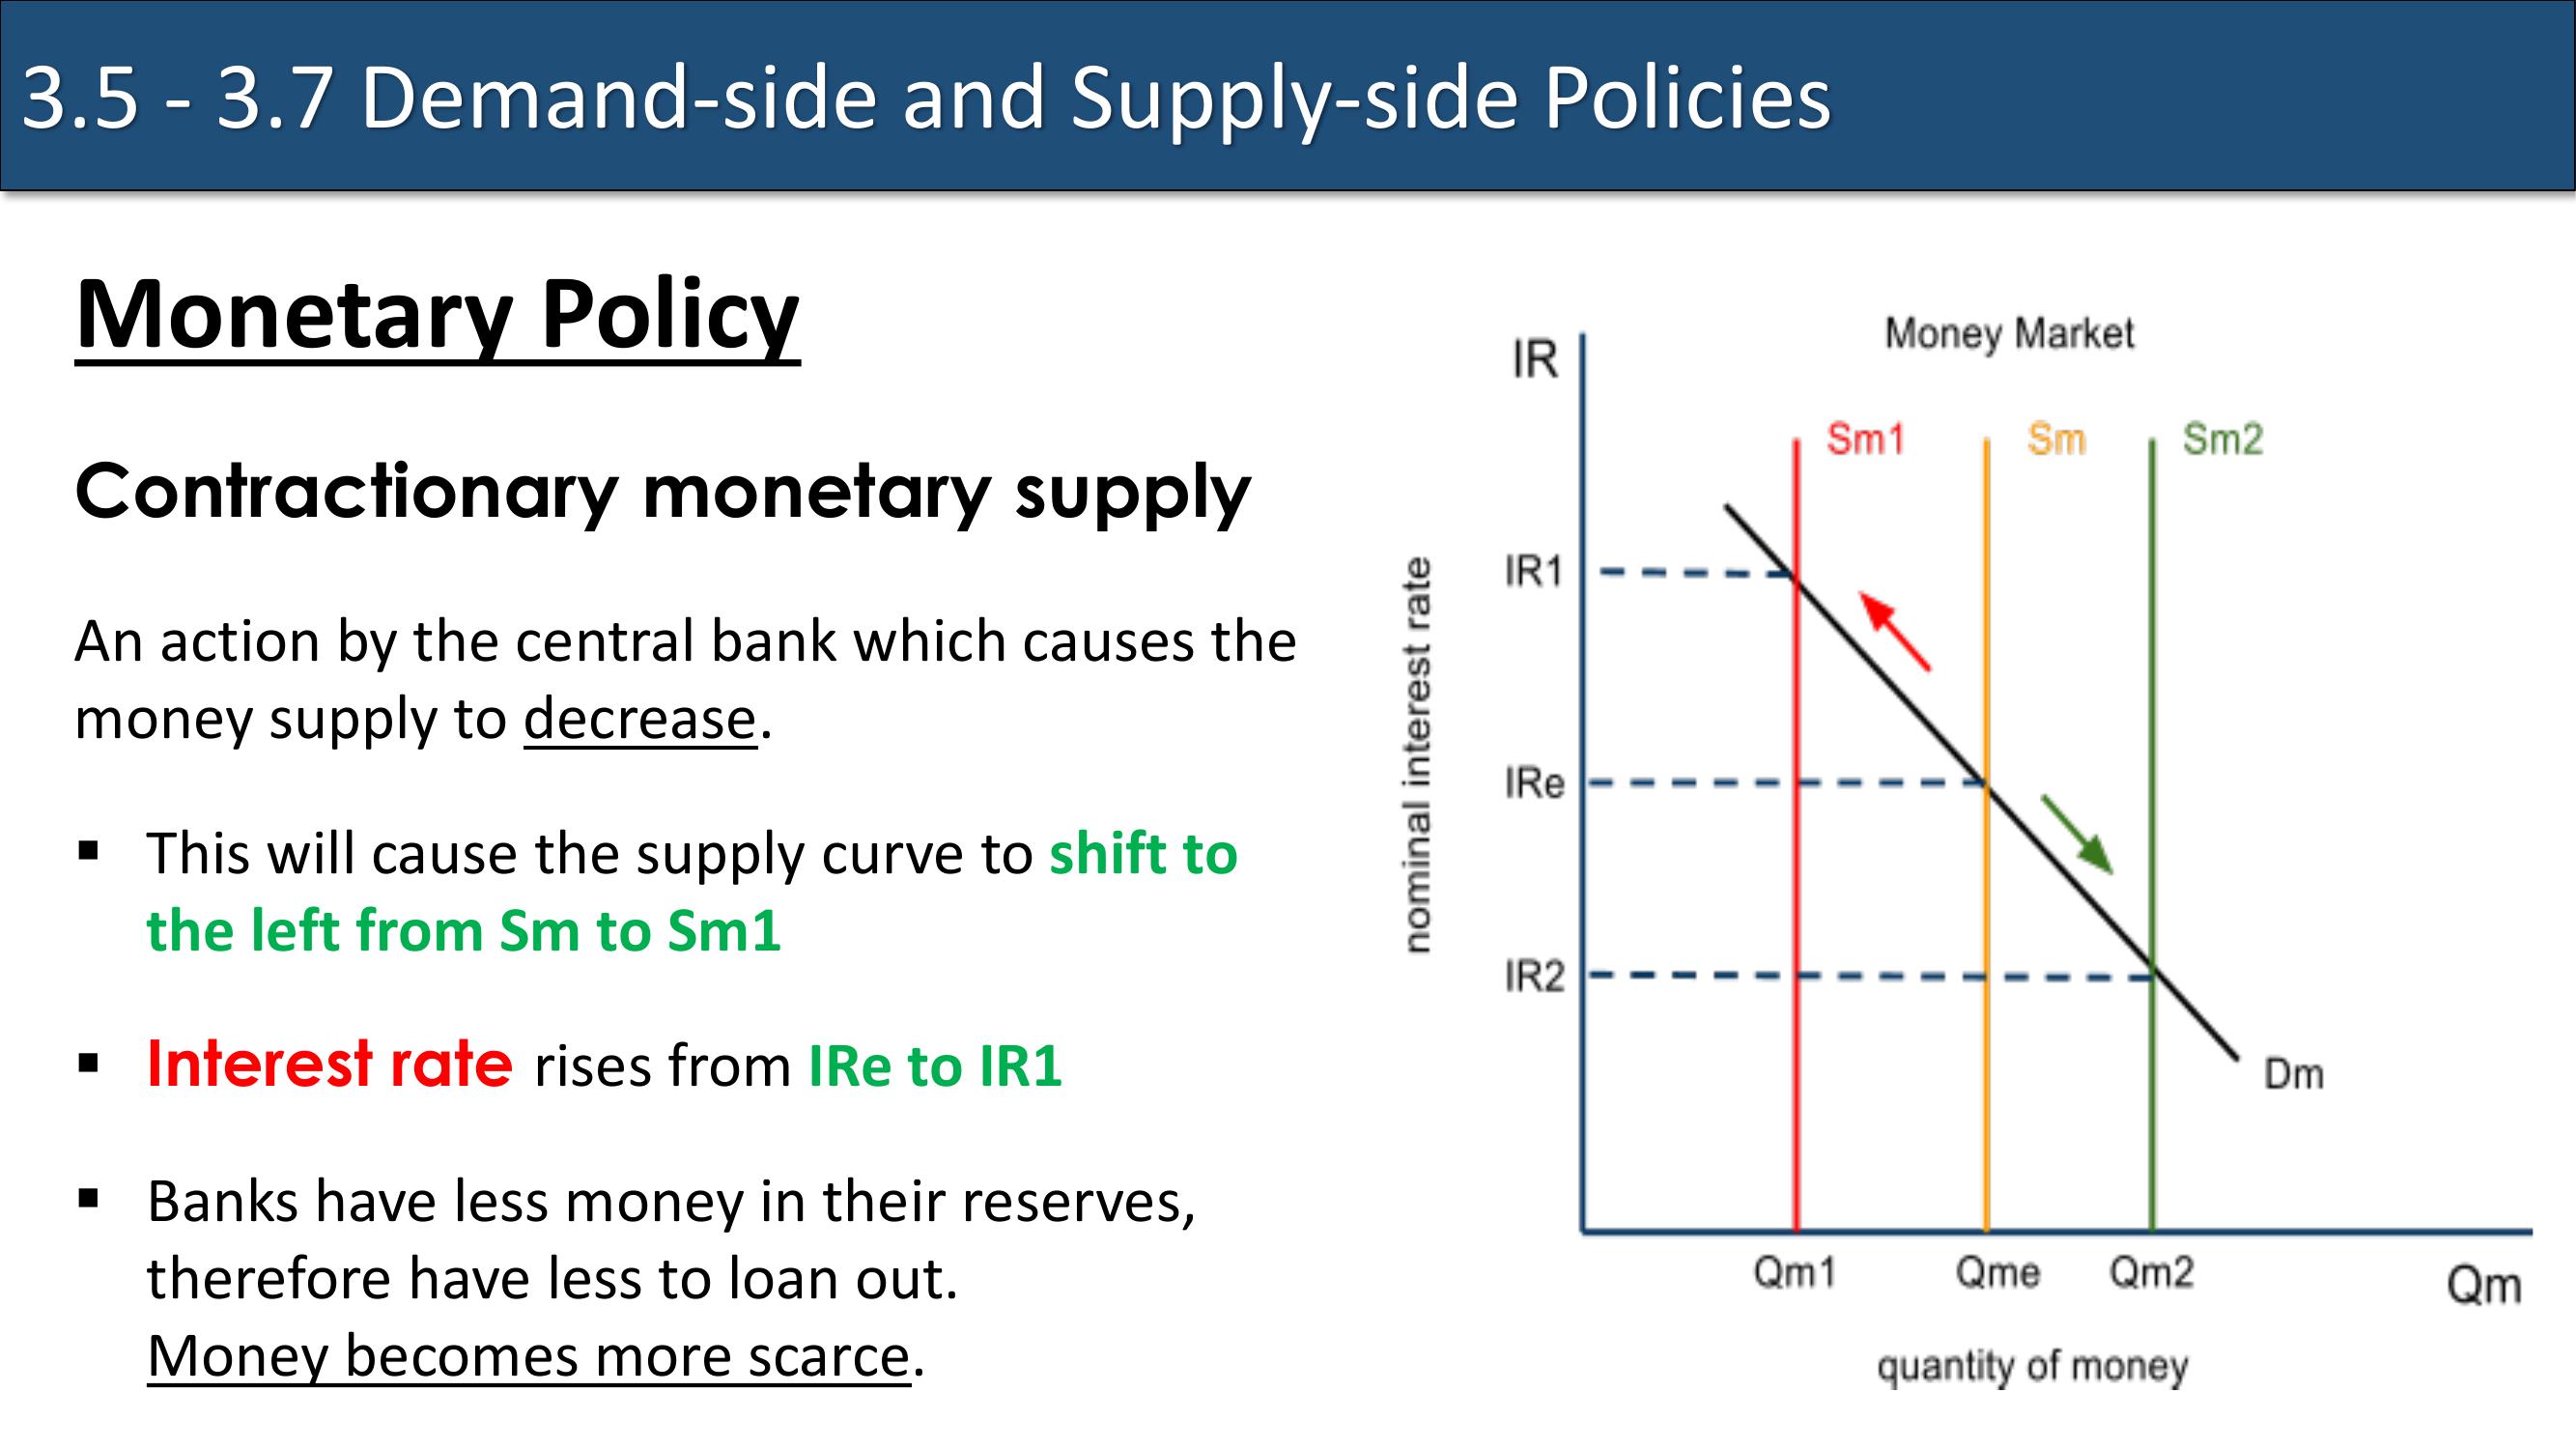 3.5 - 3.7 Demand-side and Supply-side Policies
Monetary Policy
Contractionary monetary supply
An action by the central bank which causes the
money supply to decrease.
▪ This will cause the supply curve to shift to
the left from Sm to Sm1
▪ Interest rate rises from IRe to IR1
▪ Banks have less money in their reserves,
therefore have less to loan out.
Money becomes more scarce.
Money Market
IR
Sm1 Sm Sm2
IR1
nominal interest rate
IRe
IR2
Dm
Qm1 Qme Qm2 Qm
quantity of money